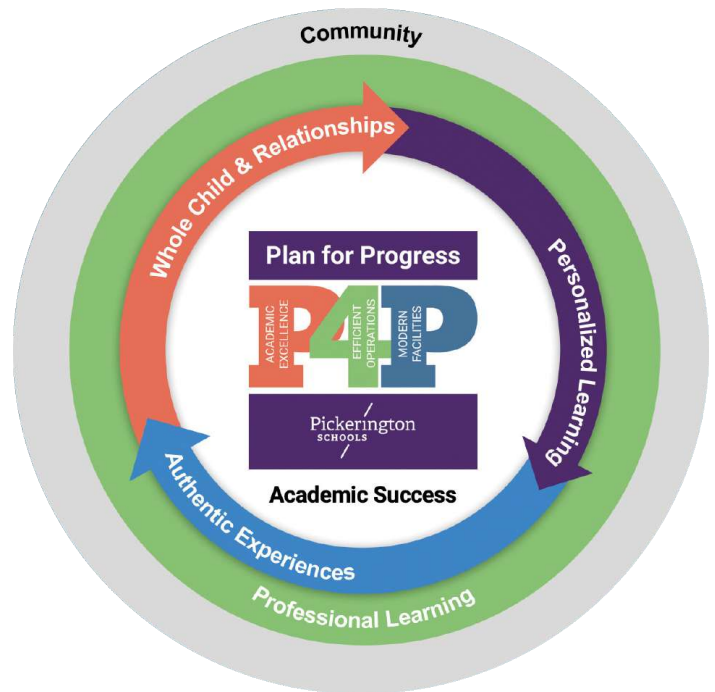 Community
Whole Child & Relationships
Personalized Learning
Plan for Progress
P4P
ACADEMIC
EXCELLENCE
EFFICIENT
OPERATIONS
MODERN
FACILITIES
Pickerington
SCHOOLS
Academic Success
Authentic Experiences
Professional Learning